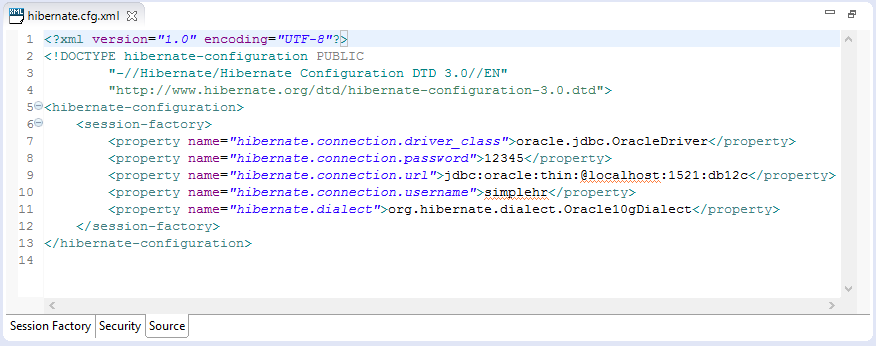 hibernate.cfg.xml
1 <?xml version="1.0" encoding="UTF-8"?>
2 <!DOCTYPE hibernate-configuration PUBLIC
3 "-//Hibernate/Hibernate Configuration DTD 3.0//EN"
4 "http://www.hibernate.org/dtd/hibernate-configuration-3.0.dtd">
5 <hibernate-configuration>
6 <session-factory>
7 <property name="hibernate.connection.driver_class">oracle.jdbc.OracleDriver</property>
8 <property name="hibernate.connection.password">12345</property>
9 <property name="hibernate.connection.url">jdbc:oracle:thin:@localhost:1521:db12c</property>
10 <property name="hibernate.connection.username">simplehr</property>
11 <property name="hibernate.dialect">org.hibernate.dialect.Oracle10gDialect</property>
12 </session-factory>
13 </hibernate-configuration>
14
Session Factory Security Source